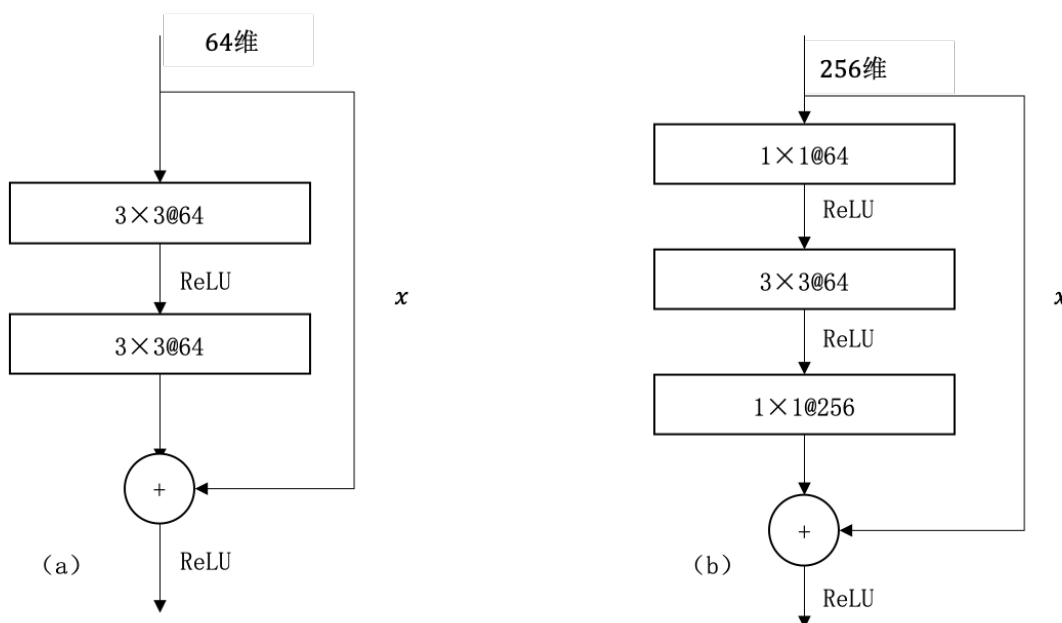 64维
3×3@64
ReLU
3×3@64
x
+
ReLU
(a)
256维
1×1@64
ReLU
3×3@64
ReLU
1×1@256
x
+
ReLU
(b)